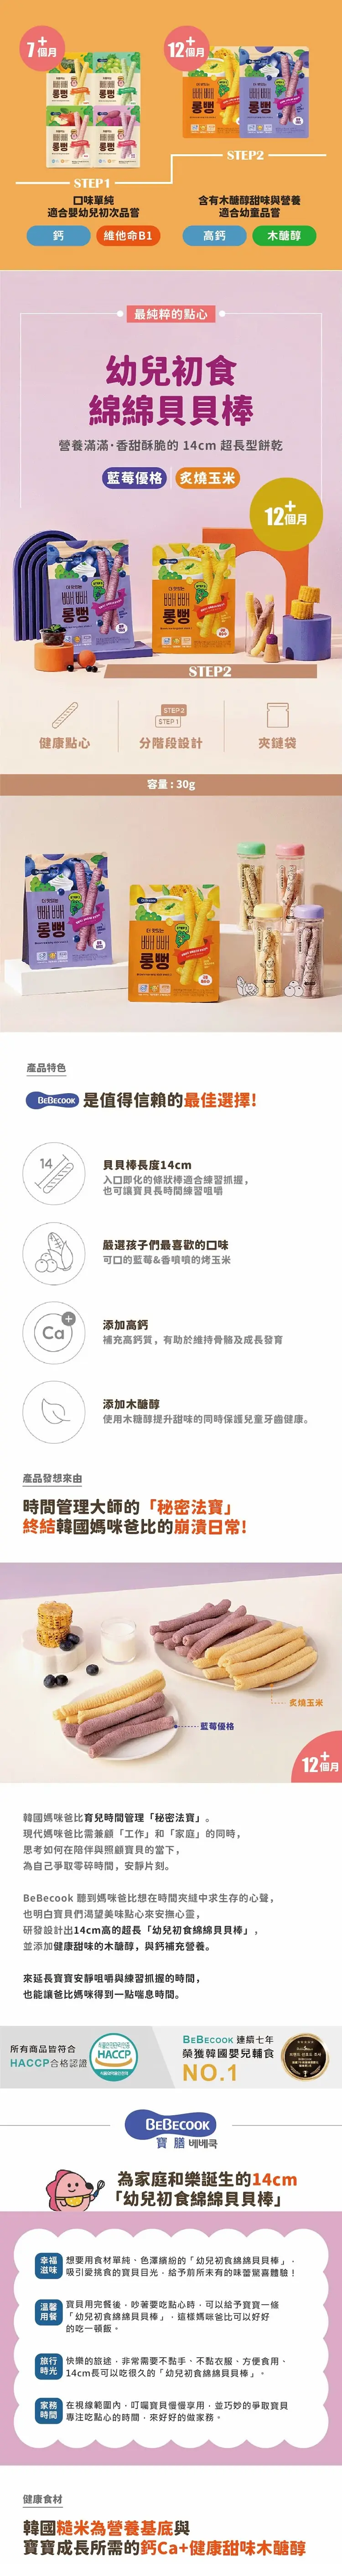 7+個月
12+個月
STEP1
STEP2
口味單純
適合嬰幼兒初次品嘗
鈣
維他命B1
含有木醣醇甜味與營養
適合幼童品嘗
高鈣
木醣醇
最純粹的點心
幼兒初食
綿綿貝貝棒
營養滿滿·香甜酥脆的 14cm 超長型餅乾
藍莓優格
炙燒玉米
12+個月
STEP2
健康點心
STEP2
STEP1
分階段設計
夾鏈袋
容量:30g
產品特色
BEBECOOK 是值得信賴的最佳選擇!
14
貝貝棒長度14cm
入口即化的條狀棒適合練習抓握,
也可讓寶貝長時間練習咀嚼
嚴選孩子們最喜歡的口味
可口的藍莓&香噴噴的烤玉米
Ca+
添加高鈣
補充高鈣質,有助於維持骨骼及成長發育
添加木醣醇
使用木糖醇提升甜味的同時保護兒童牙齒健康。
產品發想來由
時間管理大師的「秘密法寶」
終結韓國媽咪爸比的崩潰日常!
炙燒玉米
藍莓優格
12+個月
韓國媽咪爸比育兒時間管理「秘密法寶」。
現代媽咪爸比需兼顧「工作」和「家庭」的同時,
思考如何在陪伴與照顧寶貝的當下,
為自己爭取零碎時間,安靜片刻。
BeBecook 聽到媽咪爸比想在時間夾縫中求生存的心聲,
也明白寶貝們渴望美味點心來安撫心靈,
研發設計出14cm高的超長「幼兒初食綿綿貝貝棒」,
並添加健康甜味的木醣醇,與鈣補充營養。
來延長寶寶安靜咀嚼與練習抓握的時間,
也能讓爸比媽咪得到一點喘息時間。
所有商品皆符合
HACCP合格認證
HACCP
BEBECOOK 連續七年
榮獲韓國嬰兒輔食
NO.1
BEBECOOK
寶膳 베베쿡
為家庭和樂誕生的14cm
「幼兒初食綿綿貝貝棒」
幸福滋味
想要用食材單純、色澤繽紛的「幼兒初食綿綿貝貝棒」,
吸引愛挑食的寶貝目光,給予前所未有的味蕾驚喜體驗!
溫馨用餐
寶貝用完餐後,吵著要吃點心時,可以給予寶寶一條
「幼兒初食綿綿貝貝棒」,這樣媽咪爸比可以好好
的吃一頓飯。
旅行時光
快樂的旅途,非常需要不黏手、不黏衣服、方便食用、
14cm長可以吃很久的「幼兒初食綿綿貝貝棒」。
家務時間
在視線範圍內,叮囑寶貝慢慢享用,並巧妙的爭取寶貝
專注吃點心的時間,來好好的做家務。
健康食材
韓國糙米為營養基底與
寶寶成長所需的鈣Ca+健康甜味木醣醇